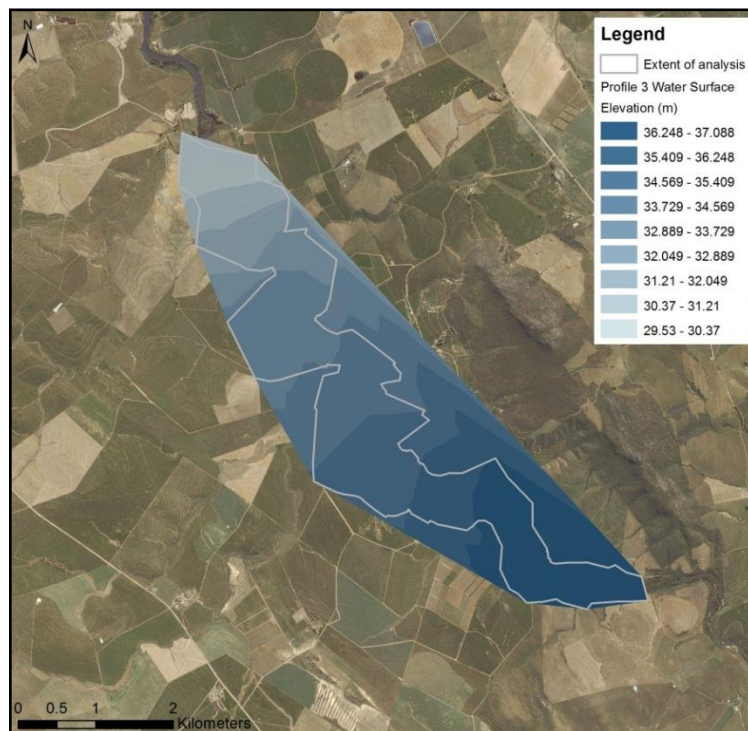 N
Legend
Extent of analysis
Profile 3 Water Surface
Elevation (m)
36.248 - 37.088
35.409 - 36.248
34.569 - 35.409
33.729 - 34.569
32.889 - 33.729
32.049 - 32.889
31.21 - 32.049
30.37 - 31.21
29.53 - 30.37
0 0.5 1 2
Kilometers